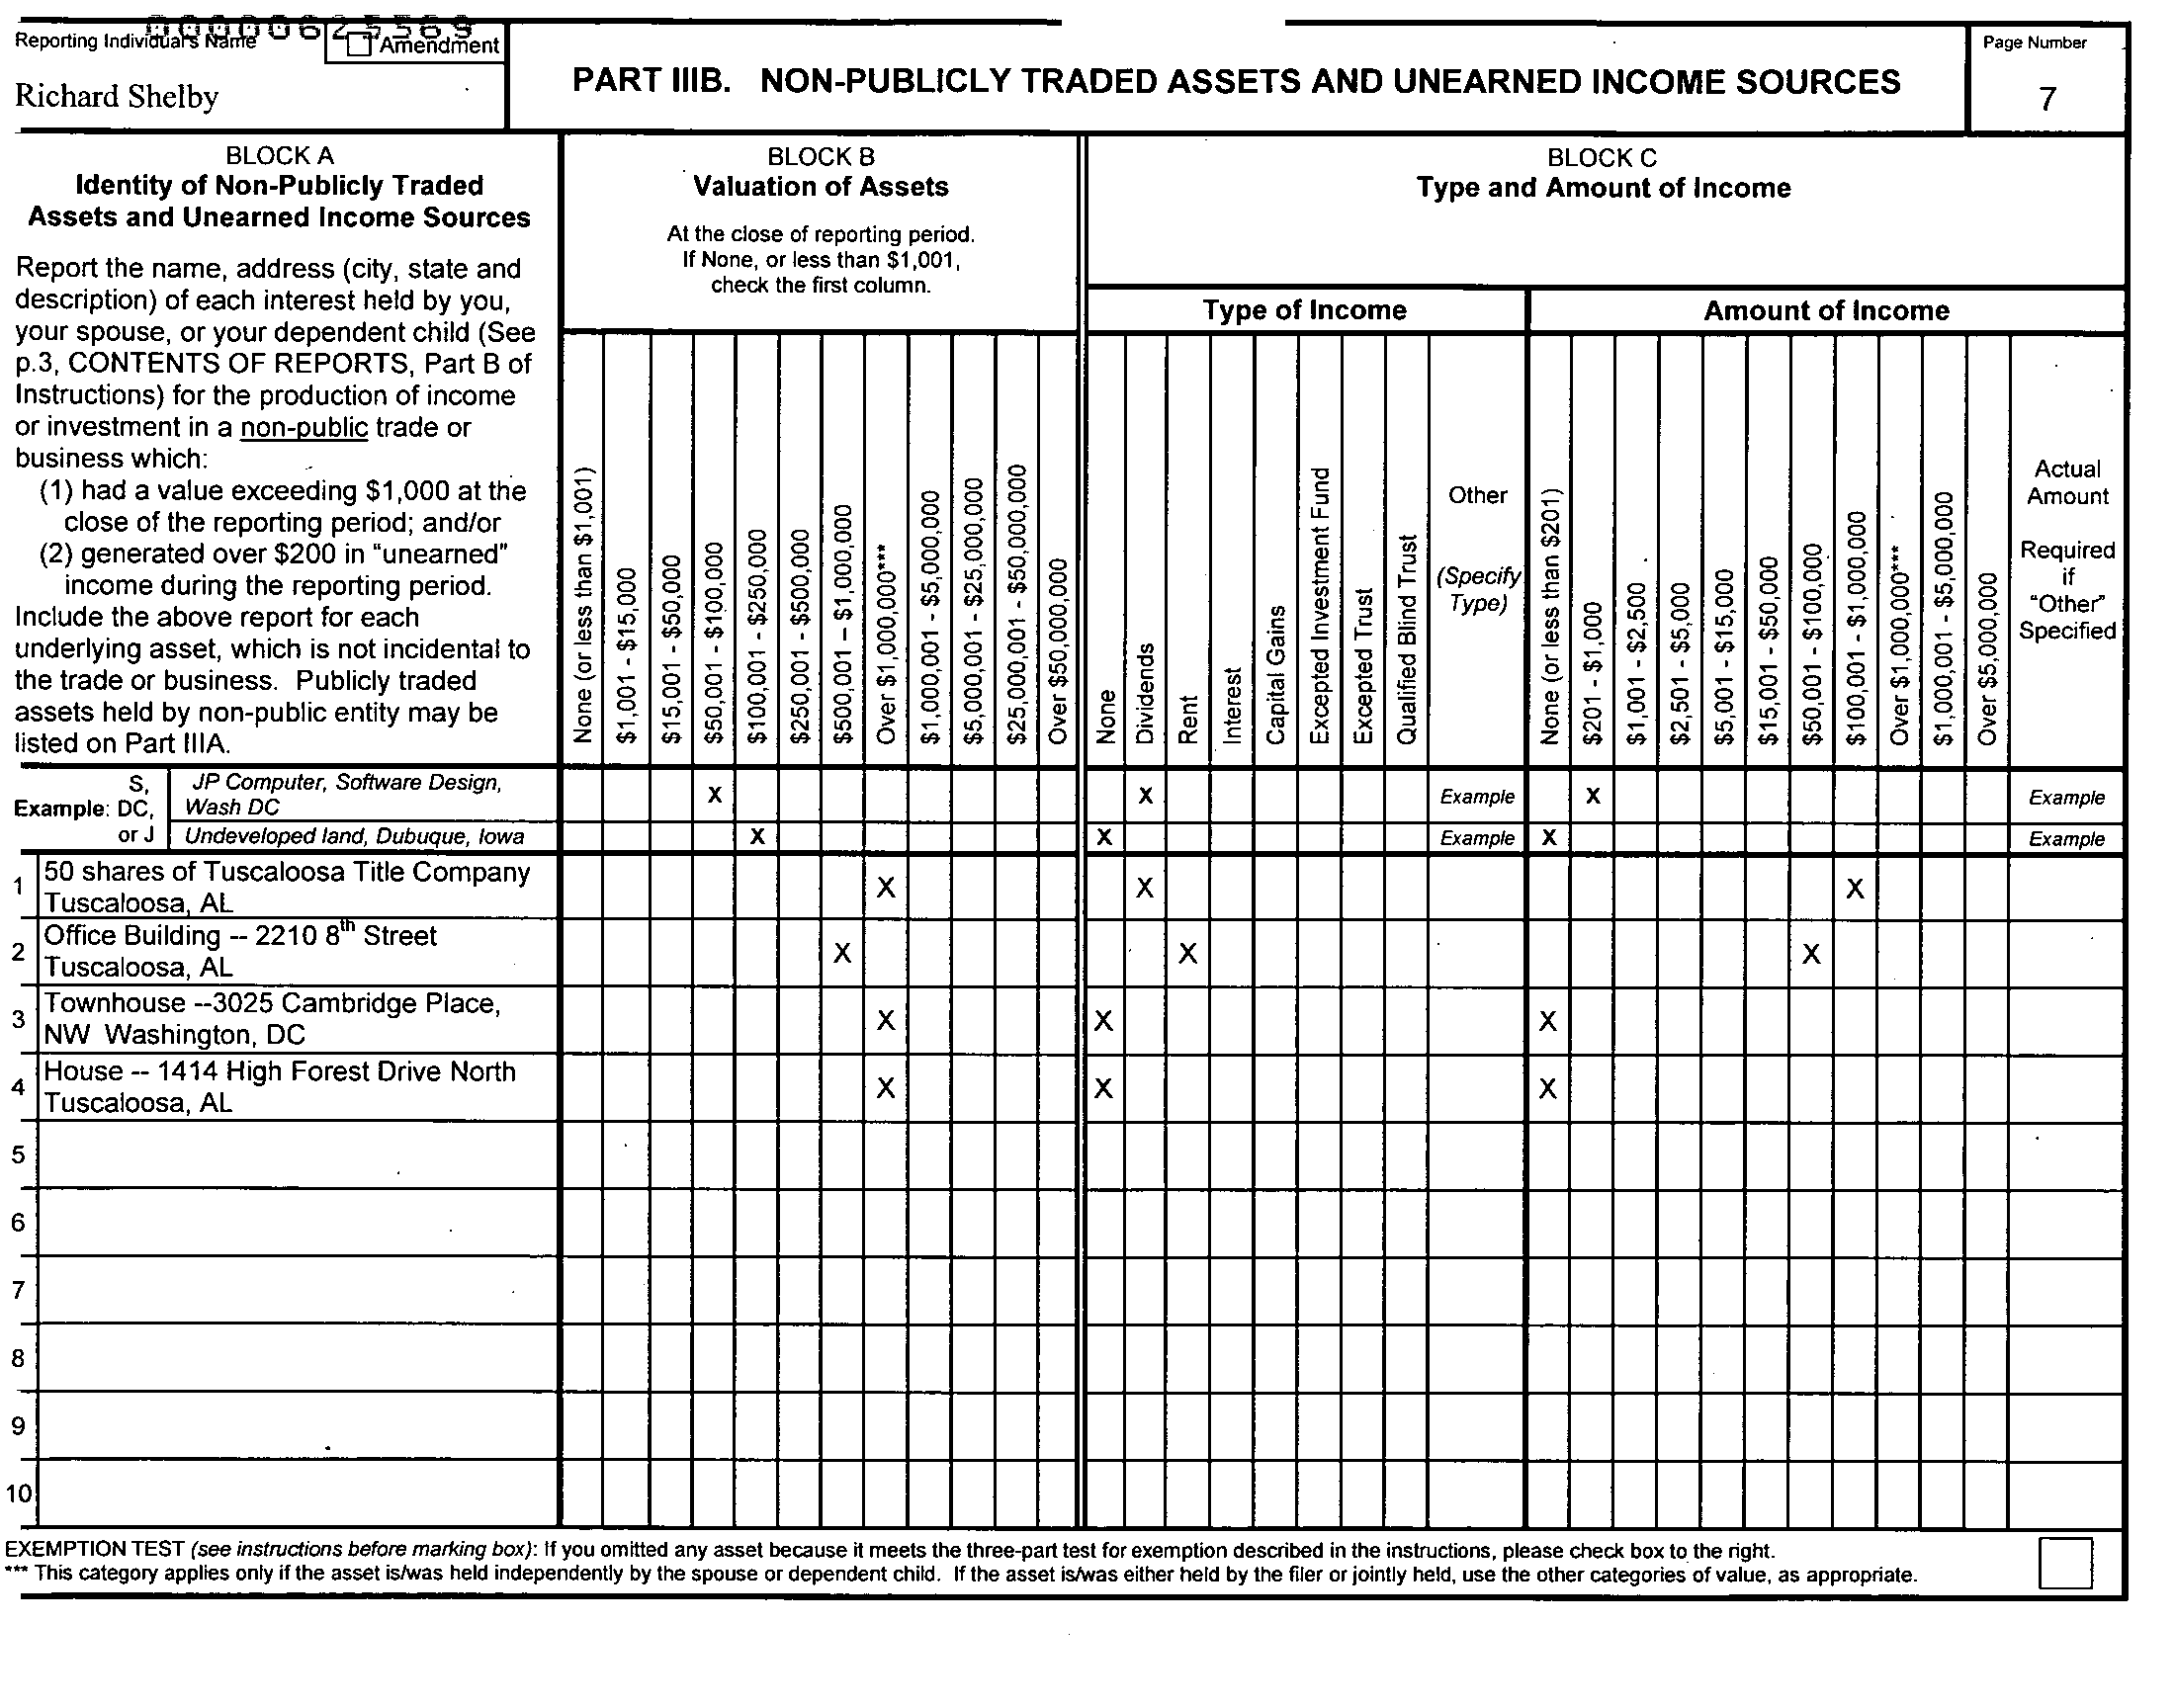 00000625569
Reporting Individual's Name
Amendment
Richard Shelby
PART IIIB. NON-PUBLICLY TRADED ASSETS AND UNEARNED INCOME SOURCES
Page Number
7
BLOCK A
Identity of Non-Publicly Traded
Assets and Unearned Income Sources
Report the name, address (city, state and
description) of each interest held by you,
your spouse, or your dependent child (See
p.3, CONTENTS OF REPORTS, Part B of
Instructions) for the production of income
or investment in a non-public trade or
business which:
(1) had a value exceeding $1,000 at the
close of the reporting period; and/or
(2) generated over $200 in "unearned"
income during the reporting period.
Include the above report for each
underlying asset, which is not incidental to
the trade or business. Publicly traded
assets held by non-public entity may be
listed on Part IIIA.
BLOCK B
Valuation of Assets
At the close of reporting period.
If None, or less than $1,001,
check the first column.
None (or less than $1,001)
$1,001 - $15,000
$15,001 - $50,000
$50,001 - $100,000
$100,001 - $250,000
$250,001 - $500,000
$500,001 – $1,000,000
Over $1,000,000***
$1,000,001 - $5,000,000
$5,000,001 - $25,000,000
$25,000,001 - $50,000,000
Over $50,000,000
BLOCK C
Type and Amount of Income
Type of Income
None
Dividends
Rent
Interest
Capital Gains
Excepted Investment Fund
Excepted Trust
Qualified Blind Trust
Other
(Specify
Type)
Amount of Income
None (or less than $201)
$201 - $1,000
$1,001 - $2,500
$2,501 - $5,000
$5,001 - $15,000
$15,001 - $50,000
$50,001 - $100,000
$100,001 - $1,000,000
Over $1,000,000***
$1,000,001 - $5,000,000
Over $5,000,000
Actual
Amount
Required
if
"Other"
Specified
S,
Example: DC,
or J
JP Computer, Software Design,
Wash DC
X X Example X Example
Undeveloped land, Dubuque, Iowa X X Example X Example
1 50 shares of Tuscaloosa Title Company
Tuscaloosa, AL
X X X
2 Office Building -- 2210 8th Street
Tuscaloosa, AL
X X X
3 Townhouse --3025 Cambridge Place,
NW Washington, DC
X X X
4 House -- 1414 High Forest Drive North
Tuscaloosa, AL
X X X
5
6
7
8
9
10
EXEMPTION TEST (see instructions before marking box): If you omitted any asset because it meets the three-part test for exemption described in the instructions, please check box to the right.
*** This category applies only if the asset is/was held independently by the spouse or dependent child. If the asset is/was either held by the filer or jointly held, use the other categories of value, as appropriate.